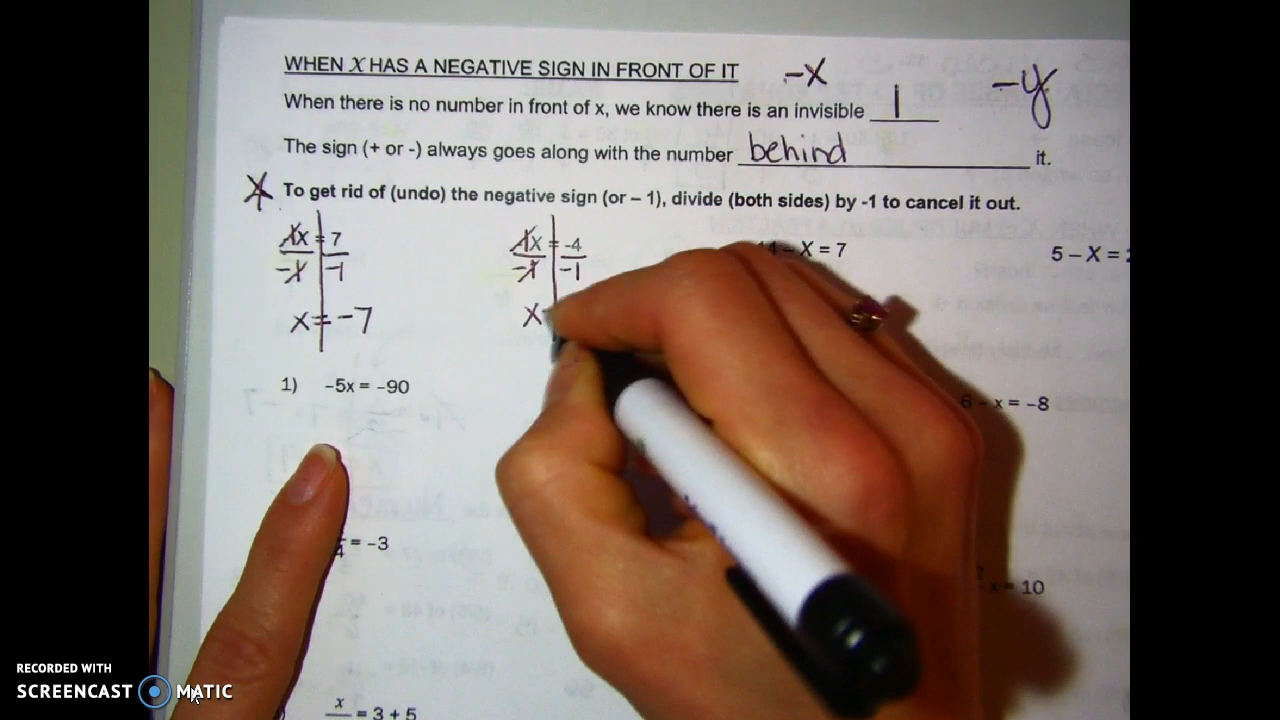 WHEN X HAS A NEGATIVE SIGN IN FRONT OF IT
-x
-y
When there is no number in front of x, we know there is an invisible 1
The sign (+ or -) always goes along with the number behind it.
To get rid of (undo) the negative sign (or – 1), divide (both sides) by -1 to cancel it out.
-x = 7
-x = -4
– X = 7
5 – X =
-1 -1
-1 -1
x = -7
x
1) -5x = -90
6 – x = -8
= -3
x = 10
x
= 3 + 5
RECORDED WITH
SCREENCAST MATIC